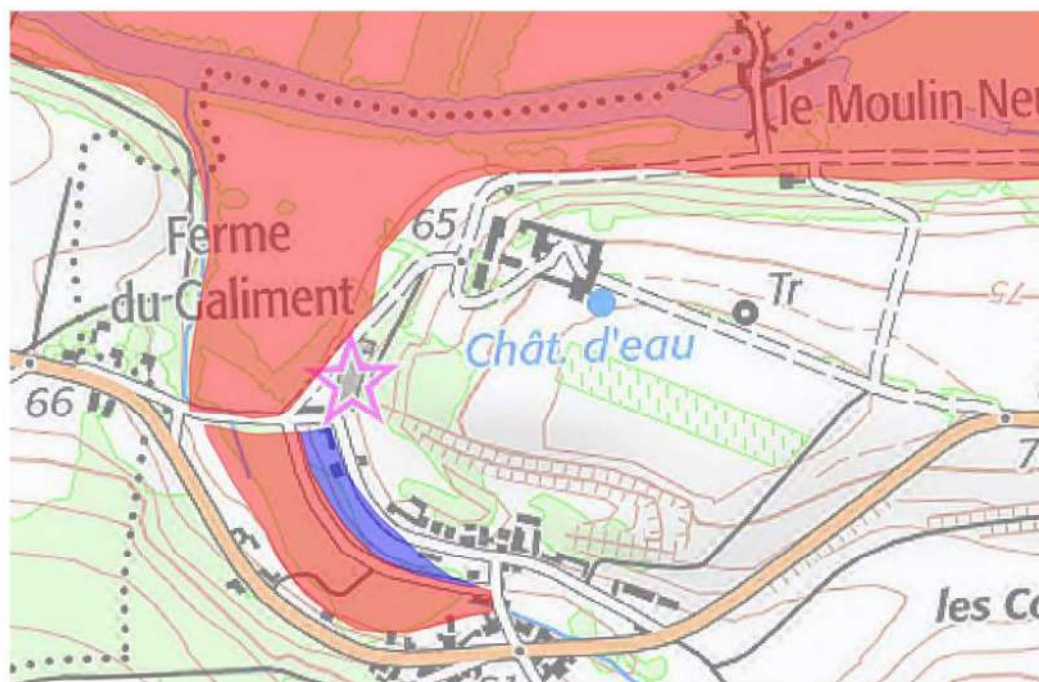 le Moulin Neu
65
Ferme
du Galiment
Tr
75
Chât. d'eau
66
7
les Co